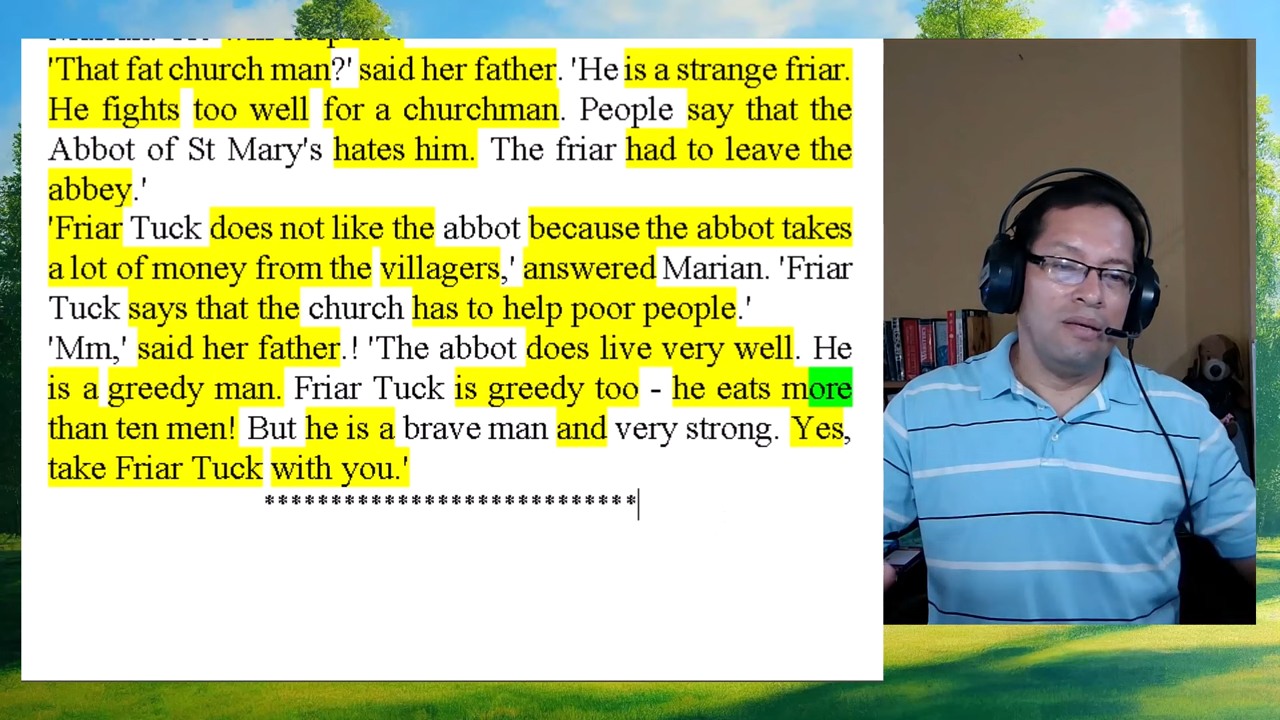 'That fat church man?' said her father. 'He is a strange friar.
He fights too well for a churchman. People say that the
Abbot of St Mary's hates him. The friar had to leave the
abbey.'
'Friar Tuck does not like the abbot because the abbot takes
a lot of money from the villagers,' answered Marian. 'Friar
Tuck says that the church has to help poor people.'
'Mm,' said her father.! 'The abbot does live very well. He
is a greedy man. Friar Tuck is greedy too - he eats more
than ten men! But he is a brave man and very strong. Yes,
take Friar Tuck with you.'
****************************